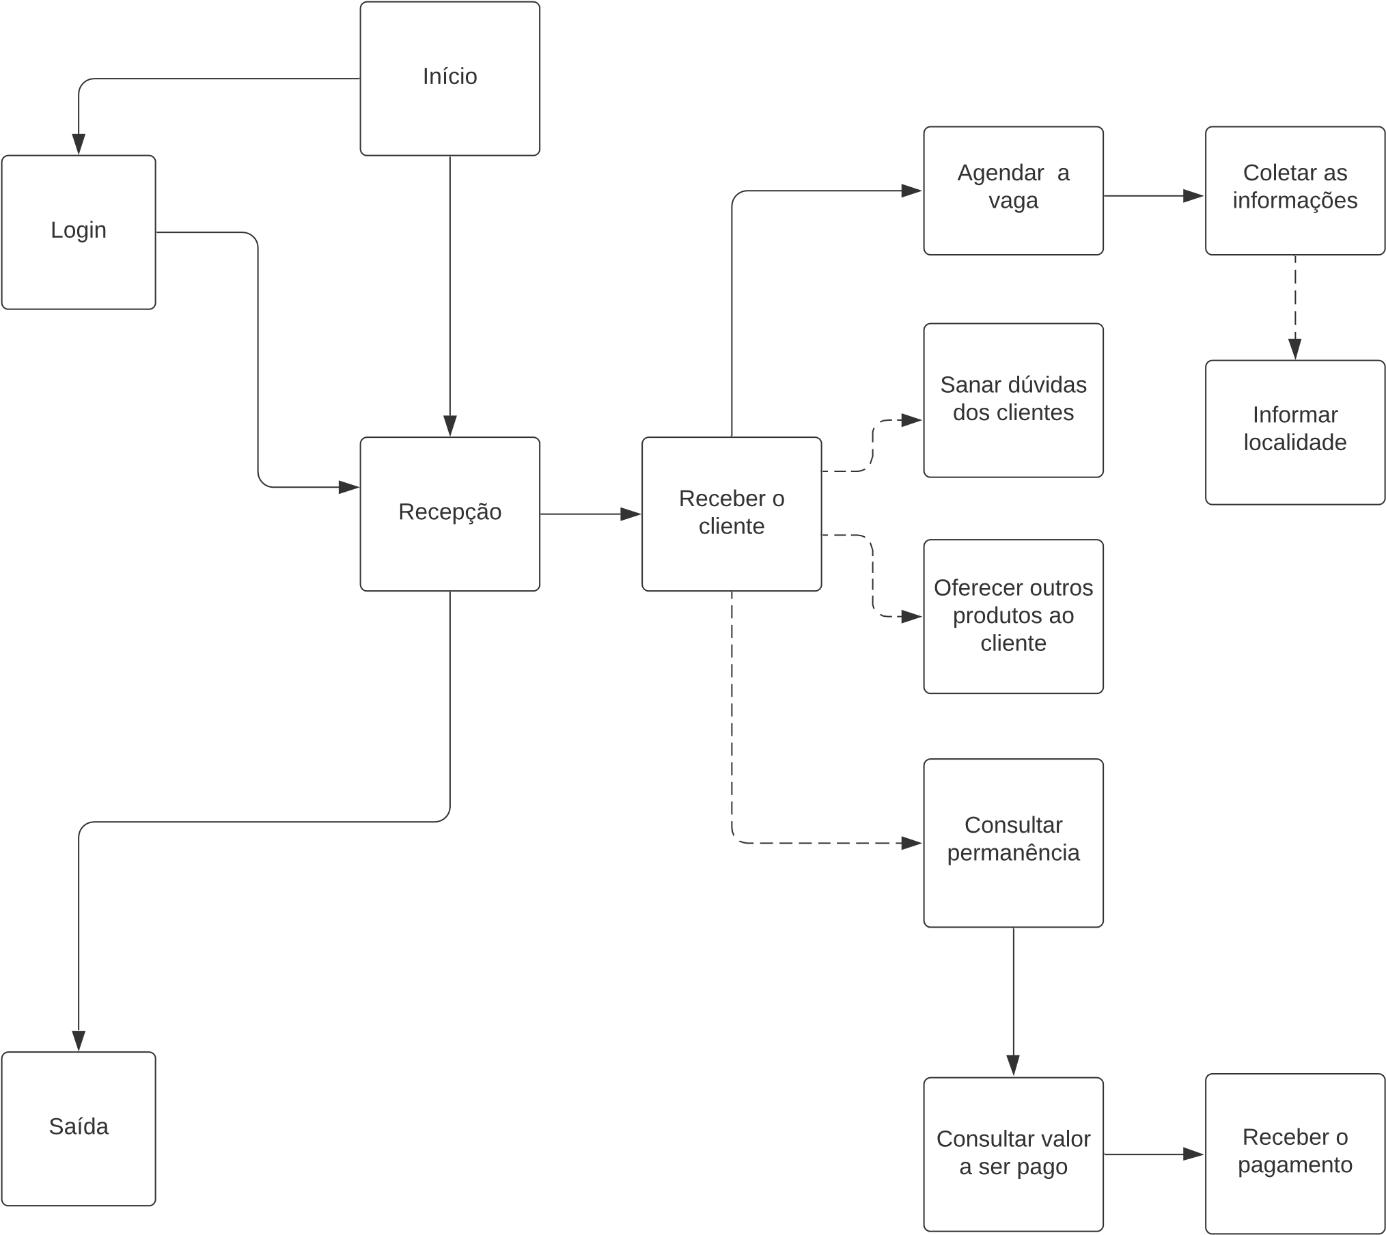 Início
Login
Agendar  a
vaga
Coletar as
informações
Sanar dúvidas
dos clientes
Informar
localidade
Recepção
Receber o
cliente
Oferecer outros
produtos ao
cliente
Consultar
permanência
Saída
Consultar valor
a ser pago
Receber o
pagamento